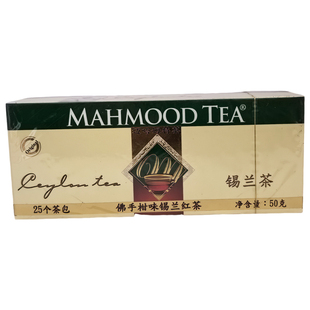 MAHMOOD TEA®
Ceylon tea
锡兰茶
25个茶包
佛手柑味锡兰红茶
净含量:50克